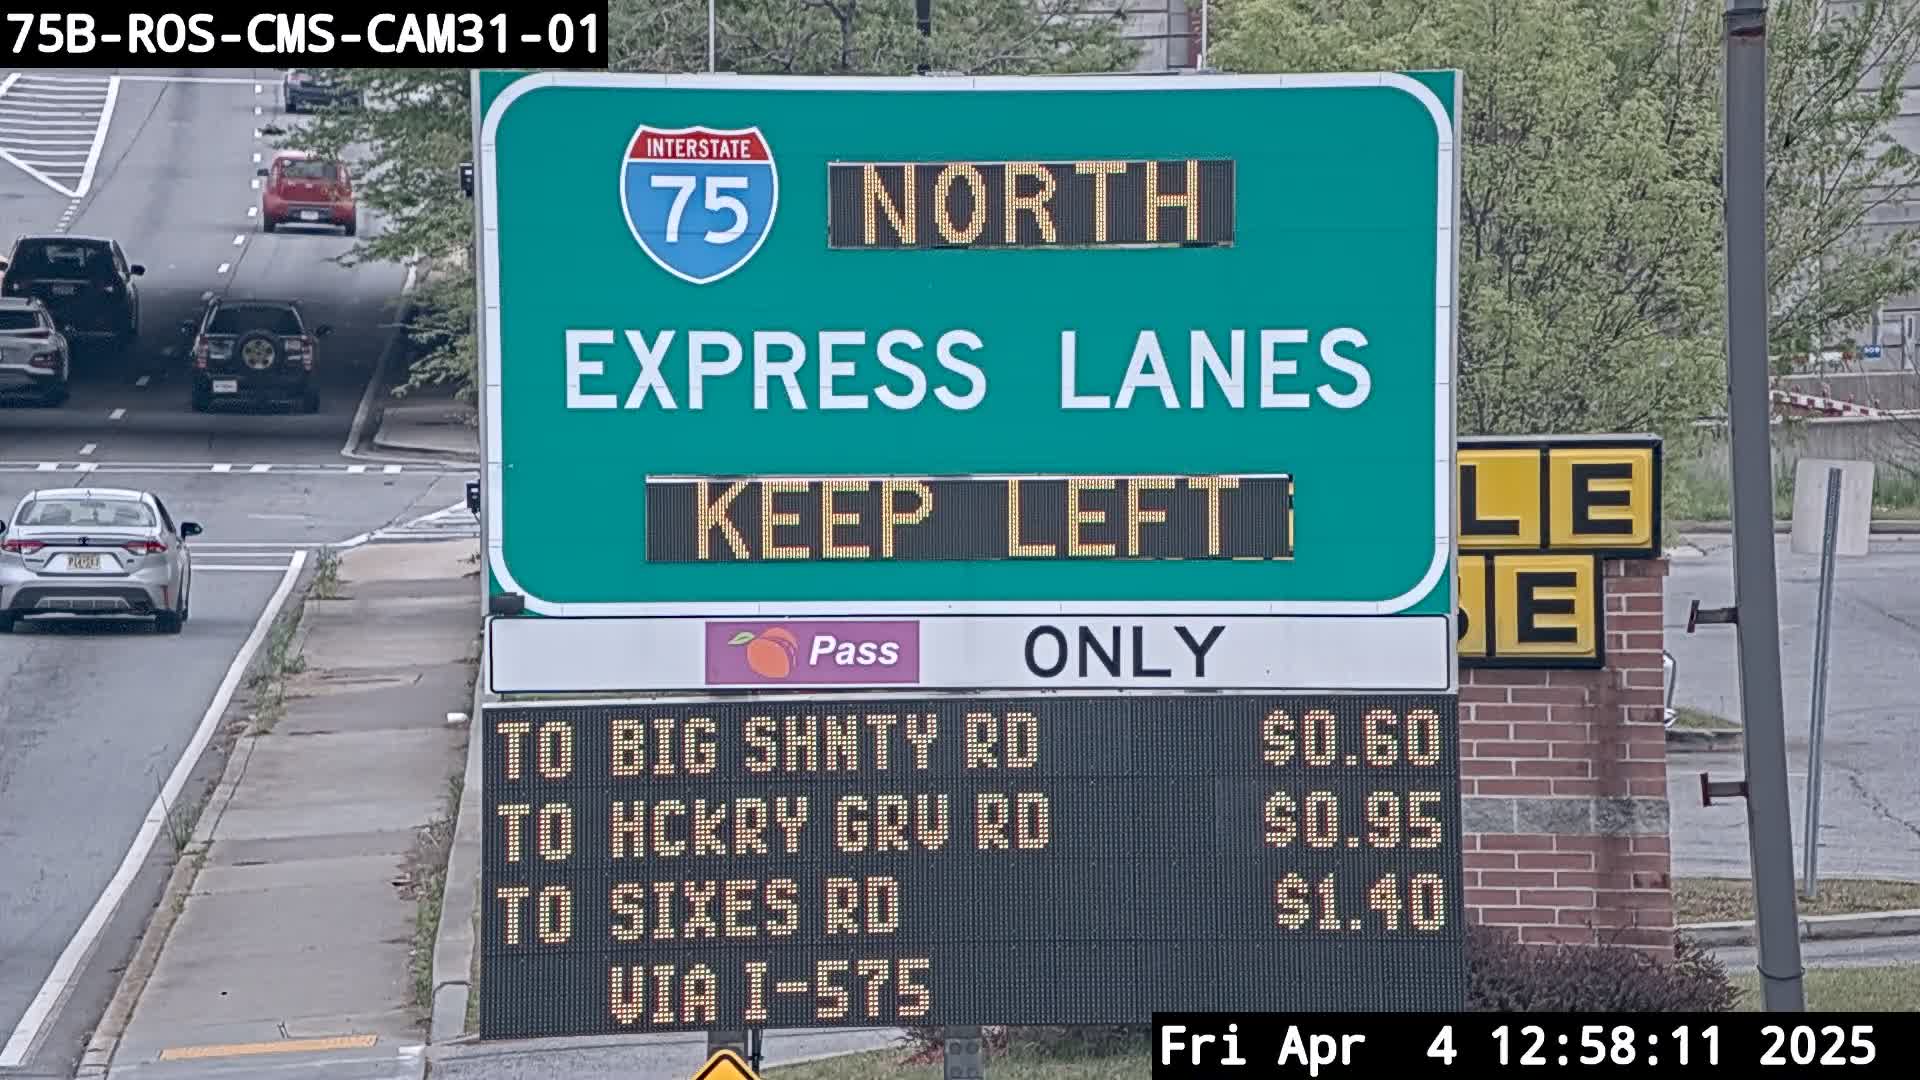 75B-ROS-CMS-CAM31-01
INTERSTATE
75
NORTH
EXPRESS LANES
KEEP LEFT
Pass ONLY
TO BIG SHNTY RD $0.60
TO HCKRY GRV RD $0.95
TO SIXES RD $1.40
VIA I-575
LE
E
Fri Apr 4 12:58:11 2025